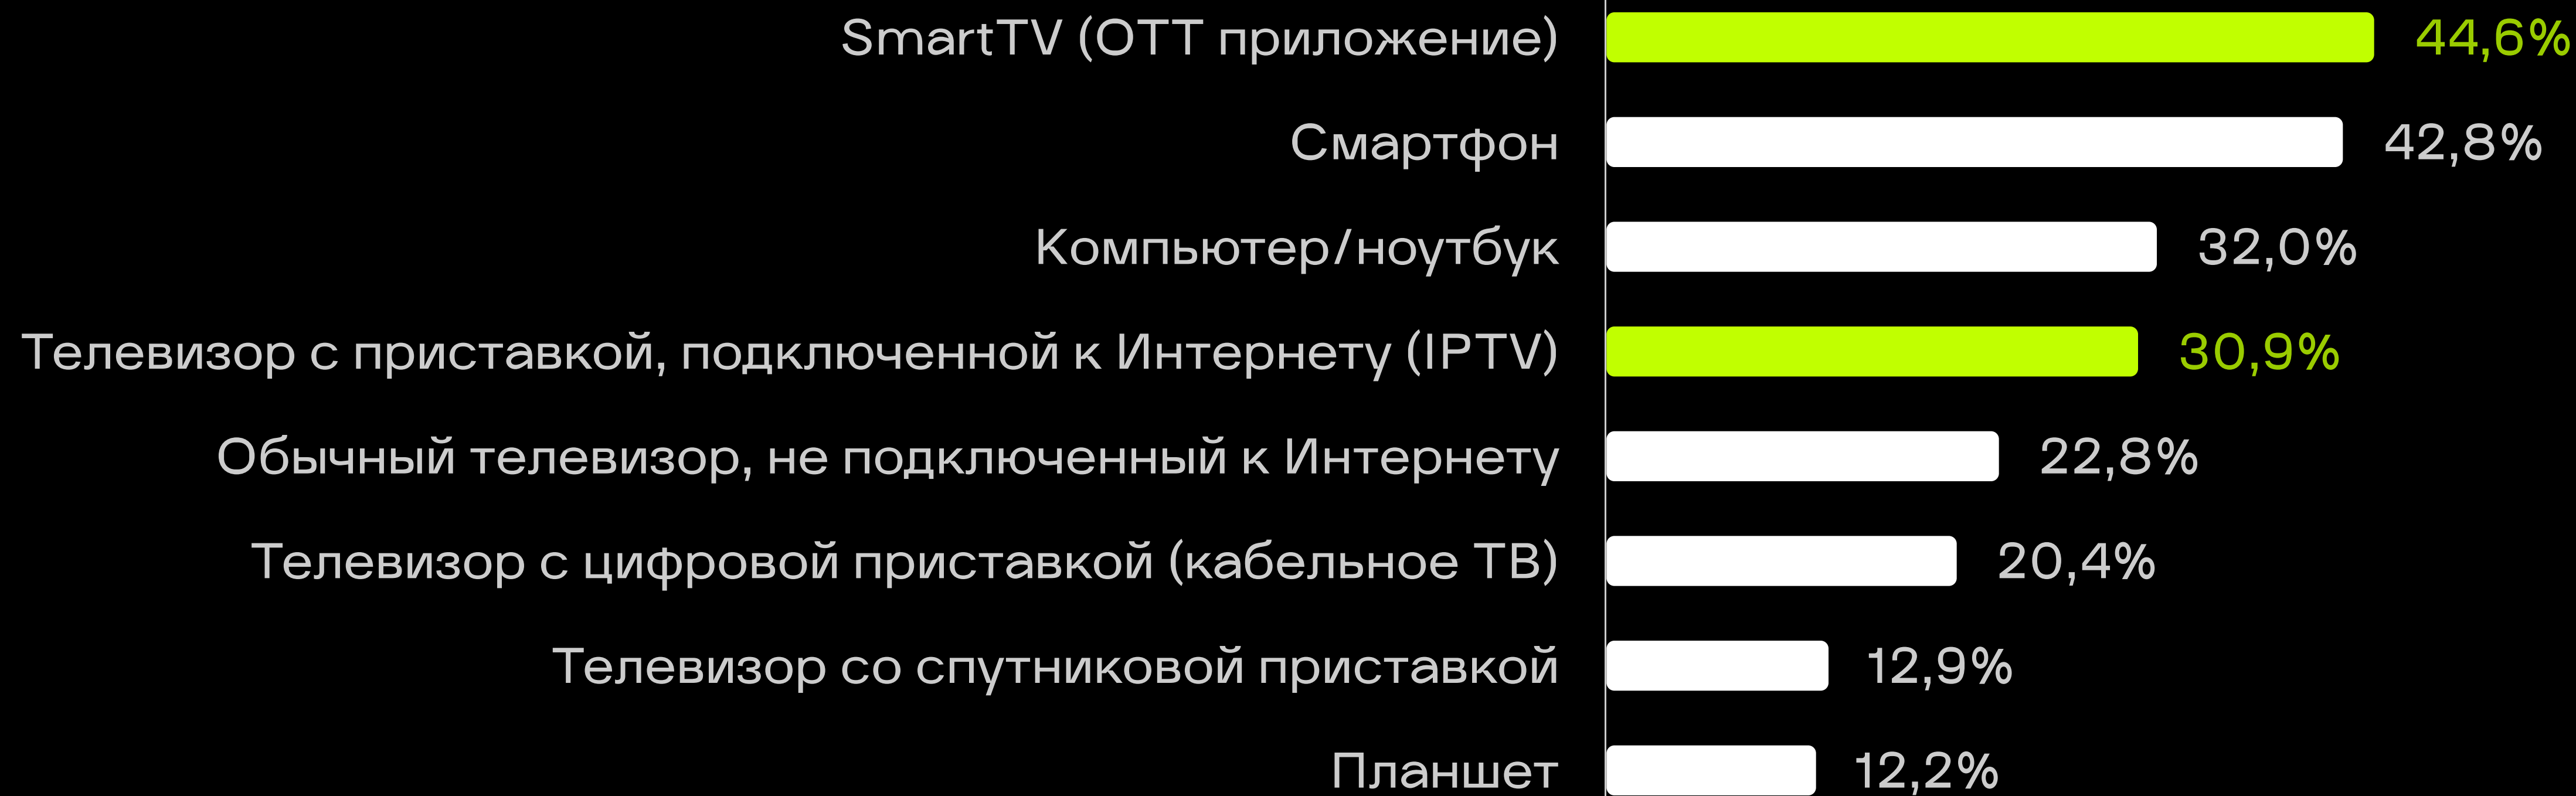 SmartTV (ОТТ приложение) 44,6%
Смартфон 42,8%
Компьютер/ноутбук 32,0%
Телевизор с приставкой, подключенной к Интернету (IPTV) 30,9%
Обычный телевизор, не подключенный к Интернету 22,8%
Телевизор с цифровой приставкой (кабельное ТВ) 20,4%
Телевизор со спутниковой приставкой 12,9%
Планшет 12,2%